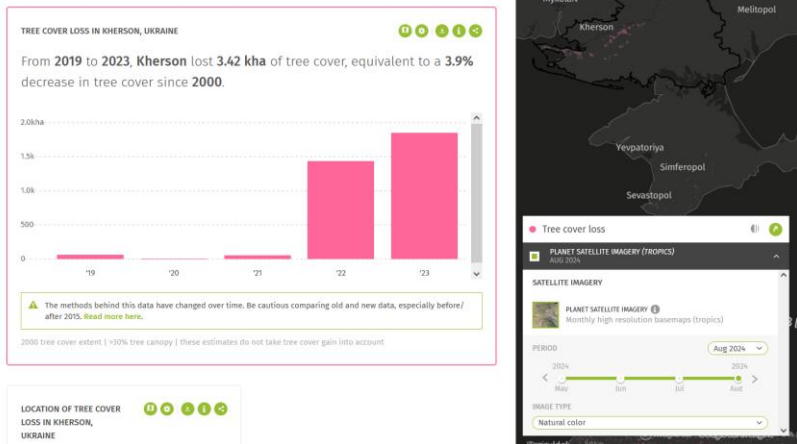 TREE COVER LOSS IN KHERSON, UKRAINE
From 2019 to 2023, Kherson lost 3.42 kha of tree cover, equivalent to a 3.9%
decrease in tree cover since 2000.
2.0kha
1.5k
1.0k
500
0
'19 '20 '21 '22 '23
The methods behind this data have changed over time. Be cautious comparing old and new data, especially before/
after 2015. Read more here.
2000 tree cover extent | >30% tree canopy | these estimates do not take tree cover gain into account
LOCATION OF TREE COVER
LOSS IN KHERSON,
UKRAINE
Melitopol
Kherson
Yevpatoriya
Simferopol
Sevastopol
Tree cover loss
PLANET SATELLITE IMAGERY (TROPICS)
AUG 2024
SATELLITE IMAGERY
PLANET SATELLITE IMAGERY
Monthly high resolution basemaps (tropics)
PERIOD
Aug 2024
2024 2024
May Jun Jul Aug
IMAGE TYPE
Natural color